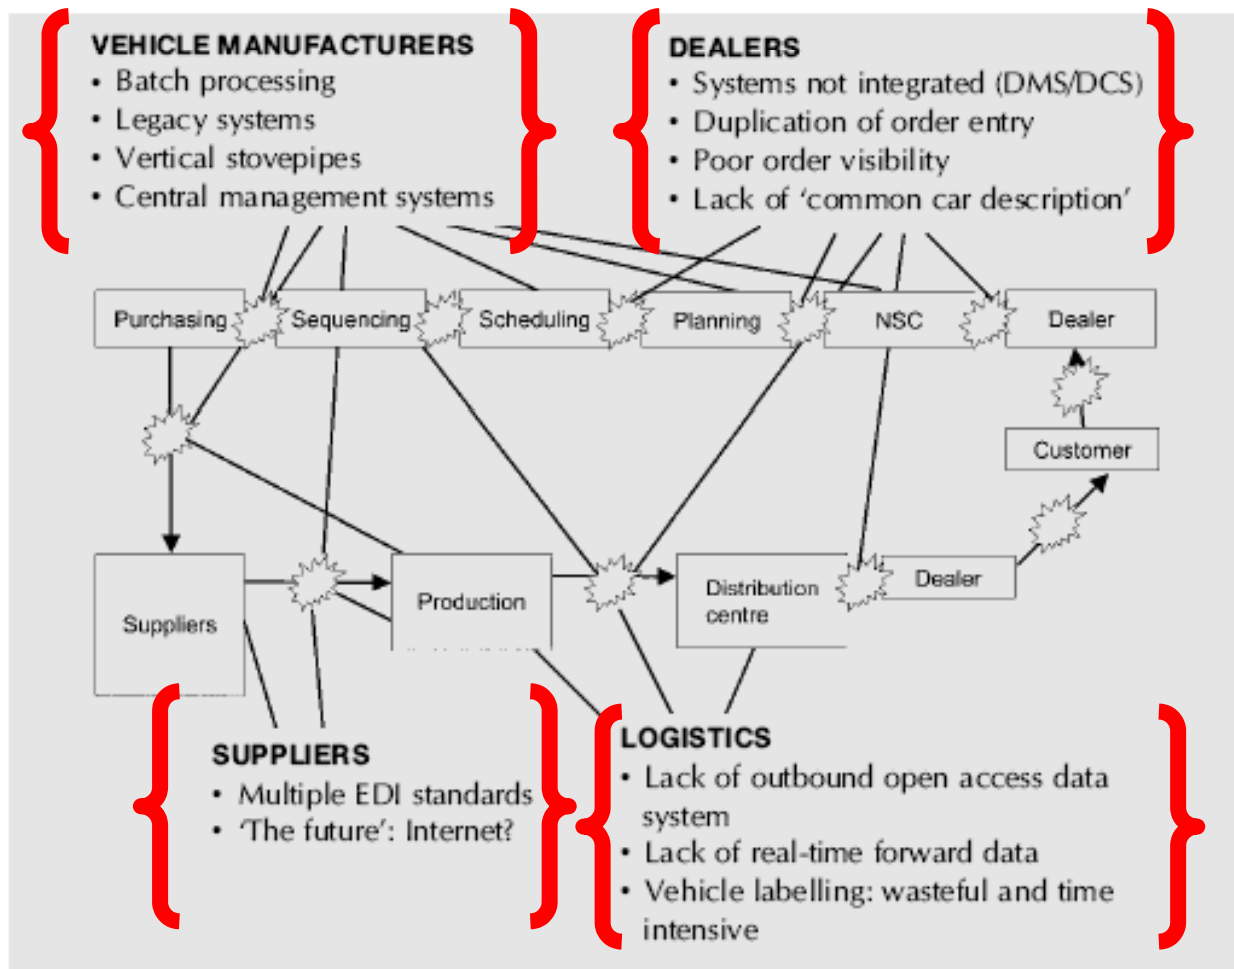 VEHICLE MANUFACTURERS
• Batch processing
• Legacy systems
• Vertical stovepipes
• Central management systems
DEALERS
• Systems not integrated (DMS/DCS)
• Duplication of order entry
• Poor order visibility
• Lack of ‘common car description’
Purchasing
Sequencing
Scheduling
Planning
NSC
Dealer
Customer
Suppliers
Production
Distribution
centre
Dealer
SUPPLIERS
• Multiple EDI standards
• ‘The future’: Internet?
LOGISTICS
• Lack of outbound open access data
system
• Lack of real-time forward data
• Vehicle labelling: wasteful and time
intensive